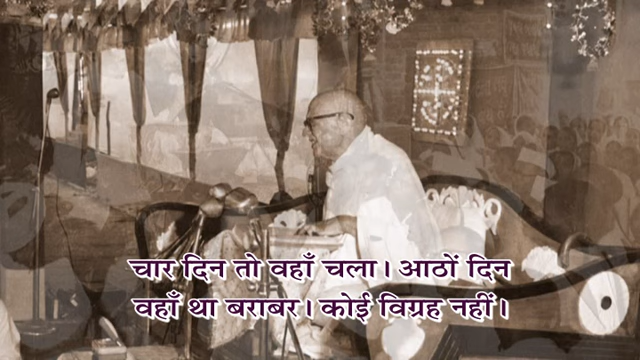 चार दिन तो वहाँ चला। आठों दिन
वहाँ था बराबर। कोई विग्रह नहीं।